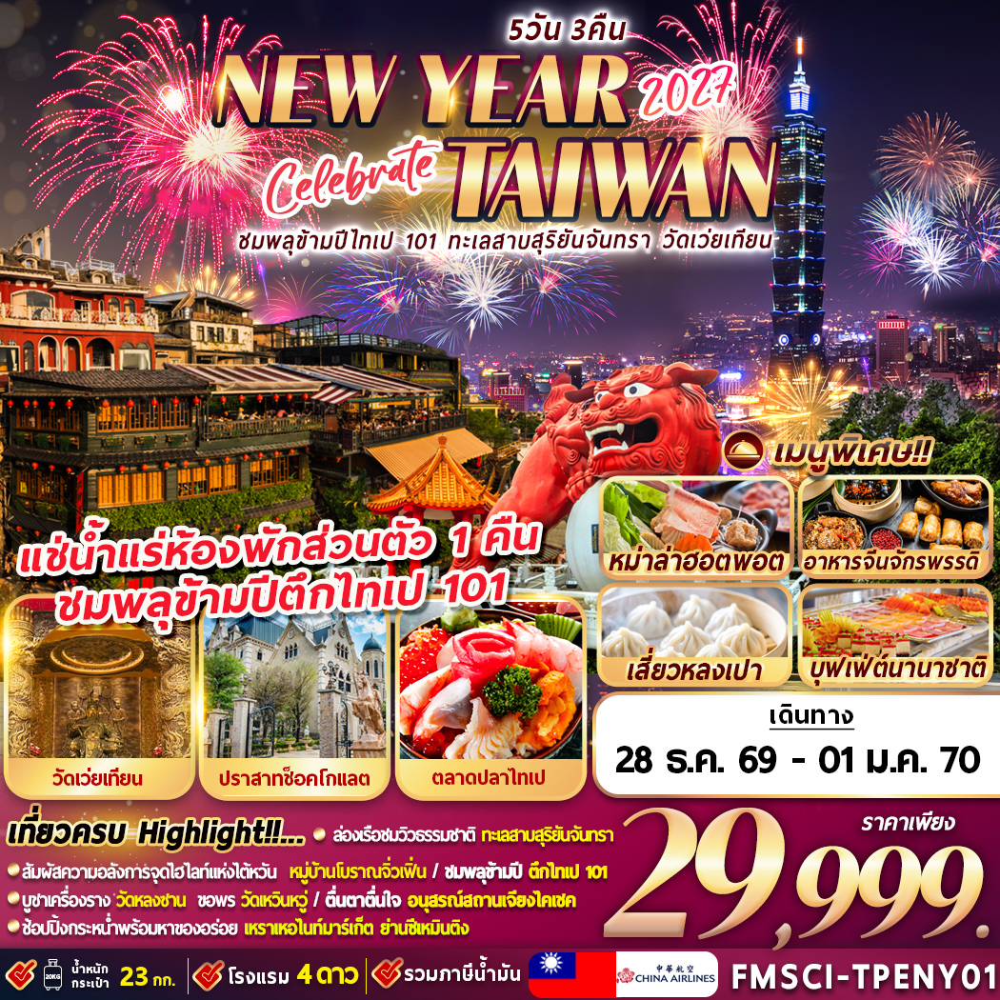 5วัน 3คืน
NEW YEAR 2027
Celebrate TAIWAN
ชมพลุข้ามปีไทเป 101 ทะเลสาบสุริยันจันทรา วัดเว่ยเทียน
เมนูพิเศษ!!
หม่าล่าฮอตพอต
อาหารจีนจักรพรรดิ
เสี่ยวหลงเปา
บุฟเฟ่ต์นานาชาติ
แช่น้ำแร่ห้องพักส่วนตัว 1 คืน
ชมพลุข้ามปีตึกไทเป 101
วัดเว่ยเทียน
ปราสาทช็อคโกแลต
ตลาดปลาไทเป
เดินทาง
28 ธ.ค. 69 - 01 ม.ค. 70
เที่ยวครบ Highlight!!...
• ล่องเรือชมวิวธรรมชาติ ทะเลสาบสุริยันจันทรา
• สัมผัสความอลังการจุดไฮไลท์แห่งไต้หวัน หมู่บ้านโบราณจิ่วเฟิ่น / ชมพลุข้ามปี ตึกไทเป 101
• บูชาเครื่องราง วัดหลงซาน ขอพร วัดเหวินหวู่ / ตื่นตาตื่นใจ อนุสรณ์สถานเจียงไคเชค
• ช้อปปิ้งกระหน่ำพร้อมหาของอร่อย เหราเหอไนท์มาร์เก็ต ย่านซีเหมินติง
ราคาเพียง
29,999.
20KG
น้ำหนัก
กระเป๋า 23 กก.
โรงแรม 4 ดาว
รวมภาษีน้ำมัน
中華航空
CHINA AIRLINES
FMSCI-TPENY01